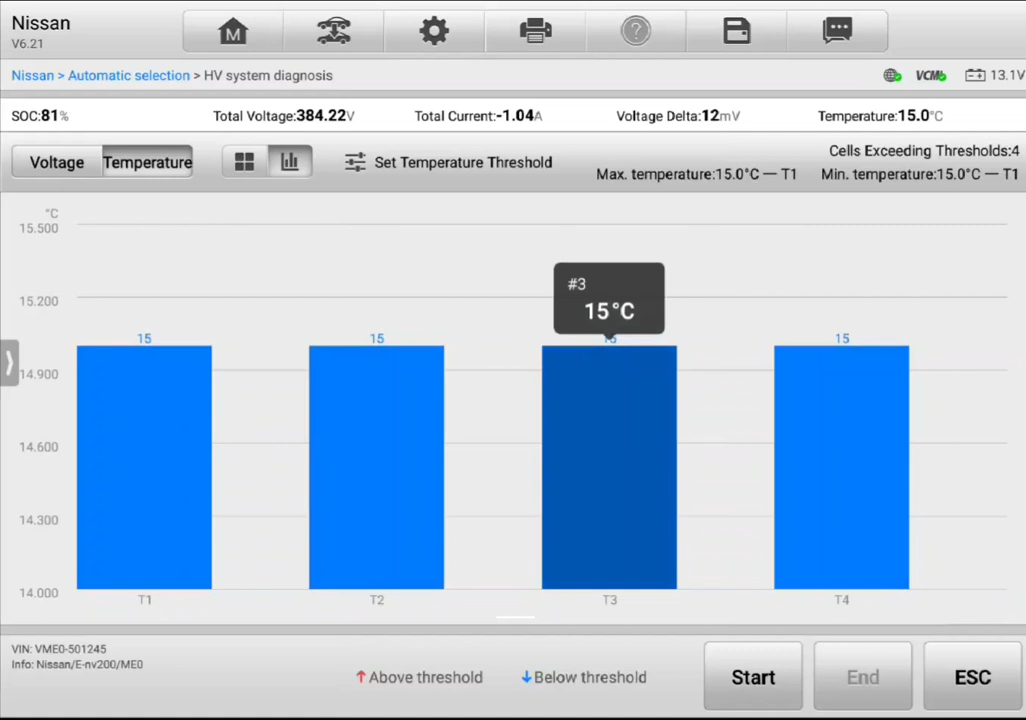 Nissan
V6.21
M
?
Nissan > Automatic selection > HV system diagnosis
VCMI
13.1V
SOC:81%
Total Voltage:384.22V
Total Current:-1.04A
Voltage Delta:12mV
Temperature:15.0°C
Voltage
Temperature
Set Temperature Threshold
Cells Exceeding Thresholds:4
Max. temperature:15.0°C — T1
Min. temperature:15.0°C — T1
°C
15.500
15.200
14.900
14.600
14.300
14.000
#3
15°C
15
15
15
15
T1
T2
T3
T4
VIN: VME0-501245
Info: Nissan/E-nv200/ME0
↑Above threshold
↓Below threshold
Start
End
ESC